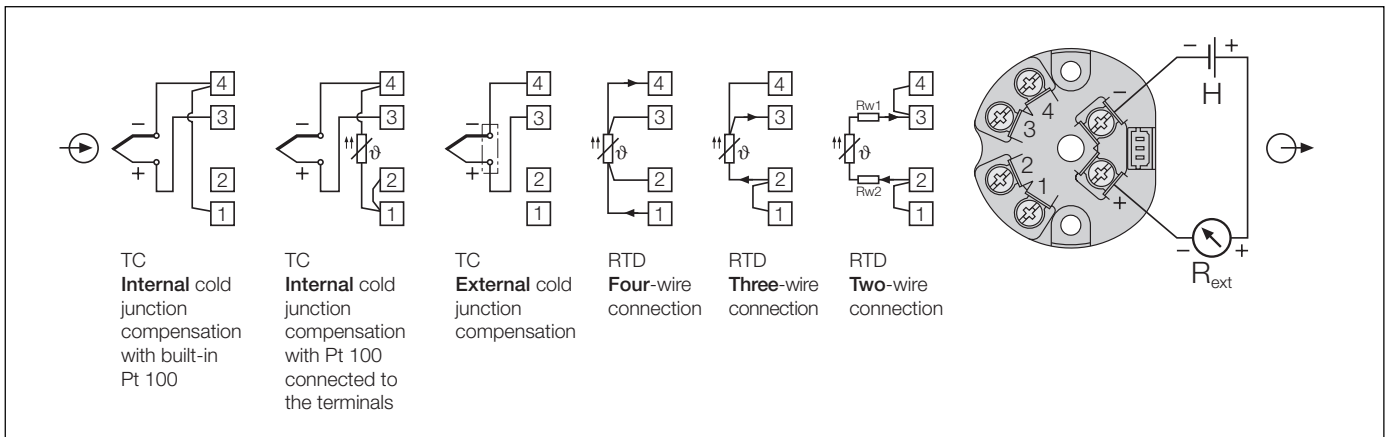 4
3
2
1
−
+
4
3
2
1
−
+
ϑ
4
3
2
1
−
+
4
3
2
1
ϑ
4
3
2
1
ϑ
4
3
2
1
Rw1
Rw2
ϑ
4
3
2
1
−
+
− +
H
− +
Rext
TC
Internal cold
junction
compensation
with built-in
Pt 100
TC
Internal cold
junction
compensation
with Pt 100
connected to
the terminals
TC
External cold
junction
compensation
RTD
Four-wire
connection
RTD
Three-wire
connection
RTD
Two-wire
connection